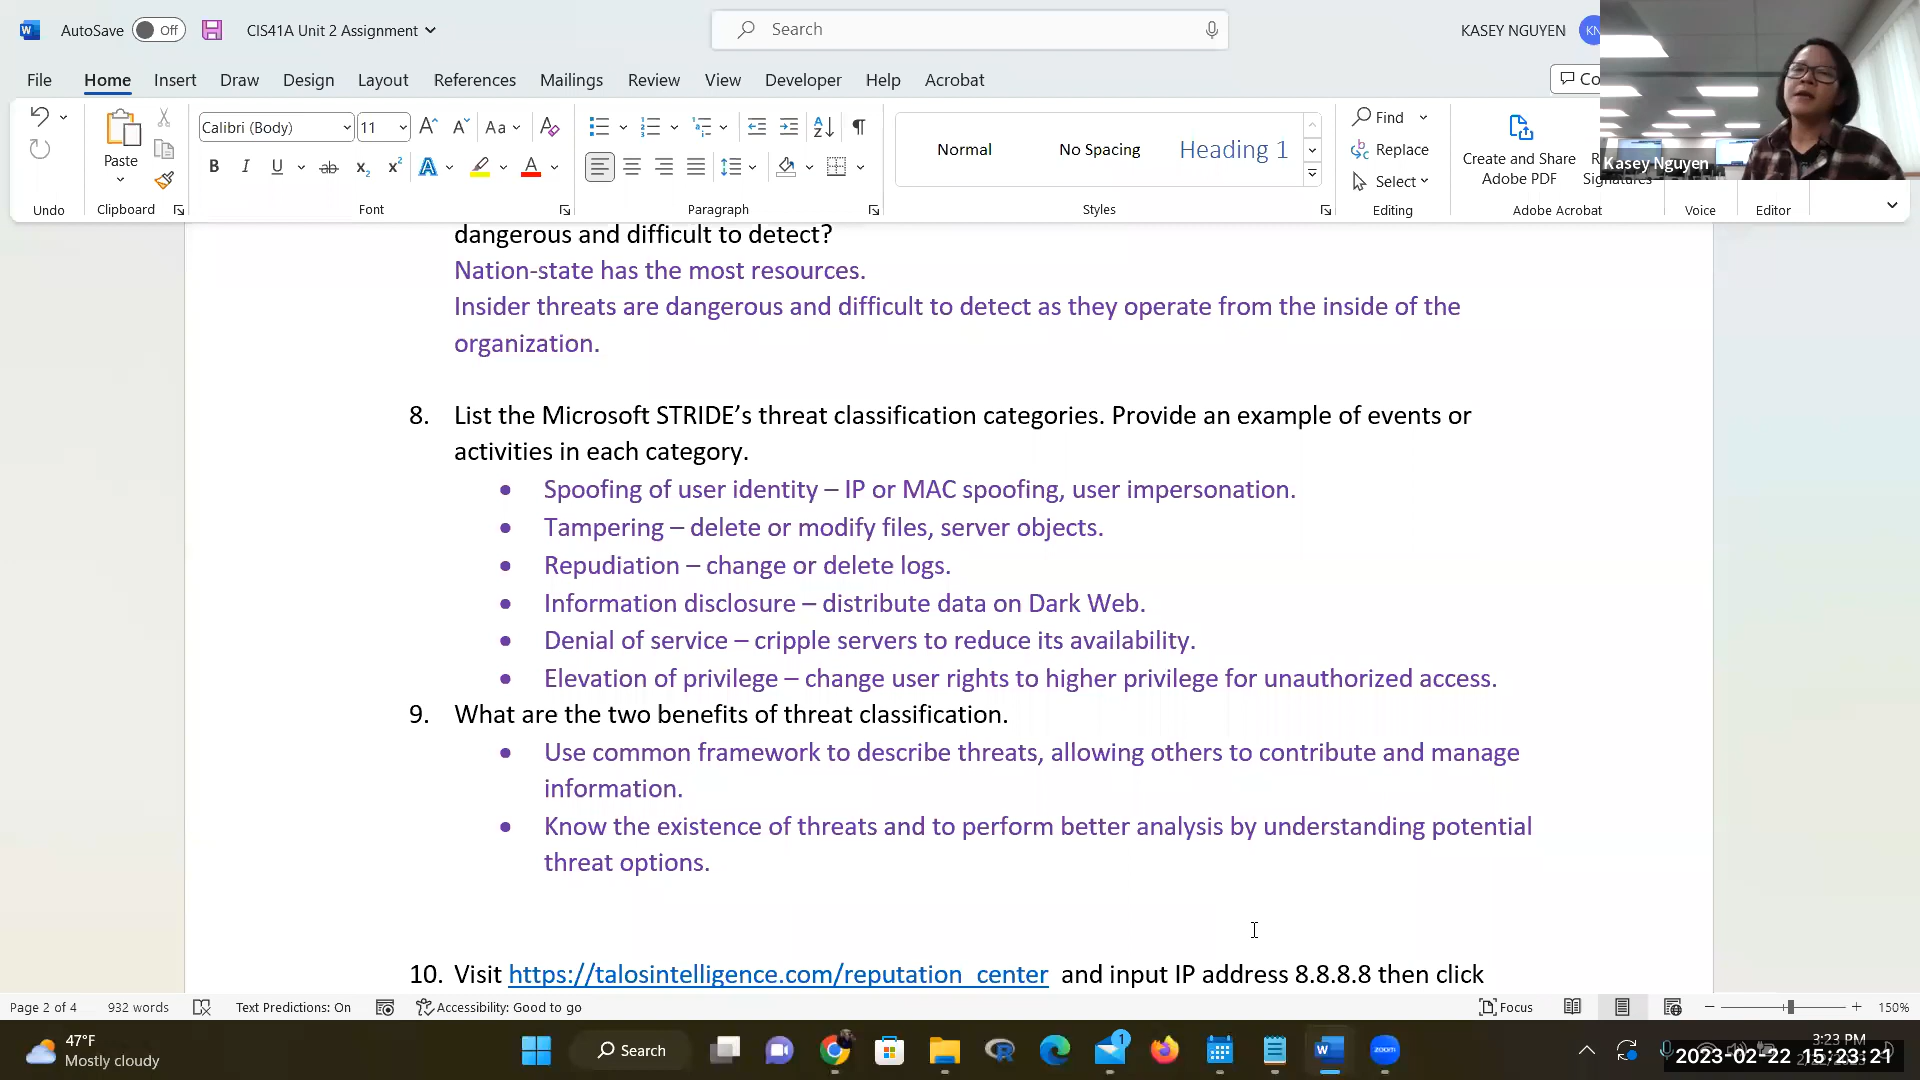 AutoSave Off CIS41A Unit 2 Assignment Search KASEY NGUYEN KN
File Home Insert Draw Design Layout References Mailings Review View Developer Help Acrobat
Paste Calibri (Body) 11 Normal No Spacing Heading 1 Find Replace Select Create and Share Adobe PDF
Kasey Nguyen
Undo Clipboard Font Paragraph Styles Editing Adobe Acrobat Voice Editor
dangerous and difficult to detect?
Nation-state has the most resources.
Insider threats are dangerous and difficult to detect as they operate from the inside of the
organization.
8. List the Microsoft STRIDE’s threat classification categories. Provide an example of events or
activities in each category.
• Spoofing of user identity – IP or MAC spoofing, user impersonation.
• Tampering – delete or modify files, server objects.
• Repudiation – change or delete logs.
• Information disclosure – distribute data on Dark Web.
• Denial of service – cripple servers to reduce its availability.
• Elevation of privilege – change user rights to higher privilege for unauthorized access.
9. What are the two benefits of threat classification.
• Use common framework to describe threats, allowing others to contribute and manage
information.
• Know the existence of threats and to perform better analysis by understanding potential
threat options.
10. Visit https://talosintelligence.com/reputation_center and input IP address 8.8.8.8 then click
Page 2 of 4 932 words Text Predictions: On Accessibility: Good to go Focus 150%
47°F
Mostly cloudy
Search
zoom
3:23 PM
2023-02-22 15:23:21